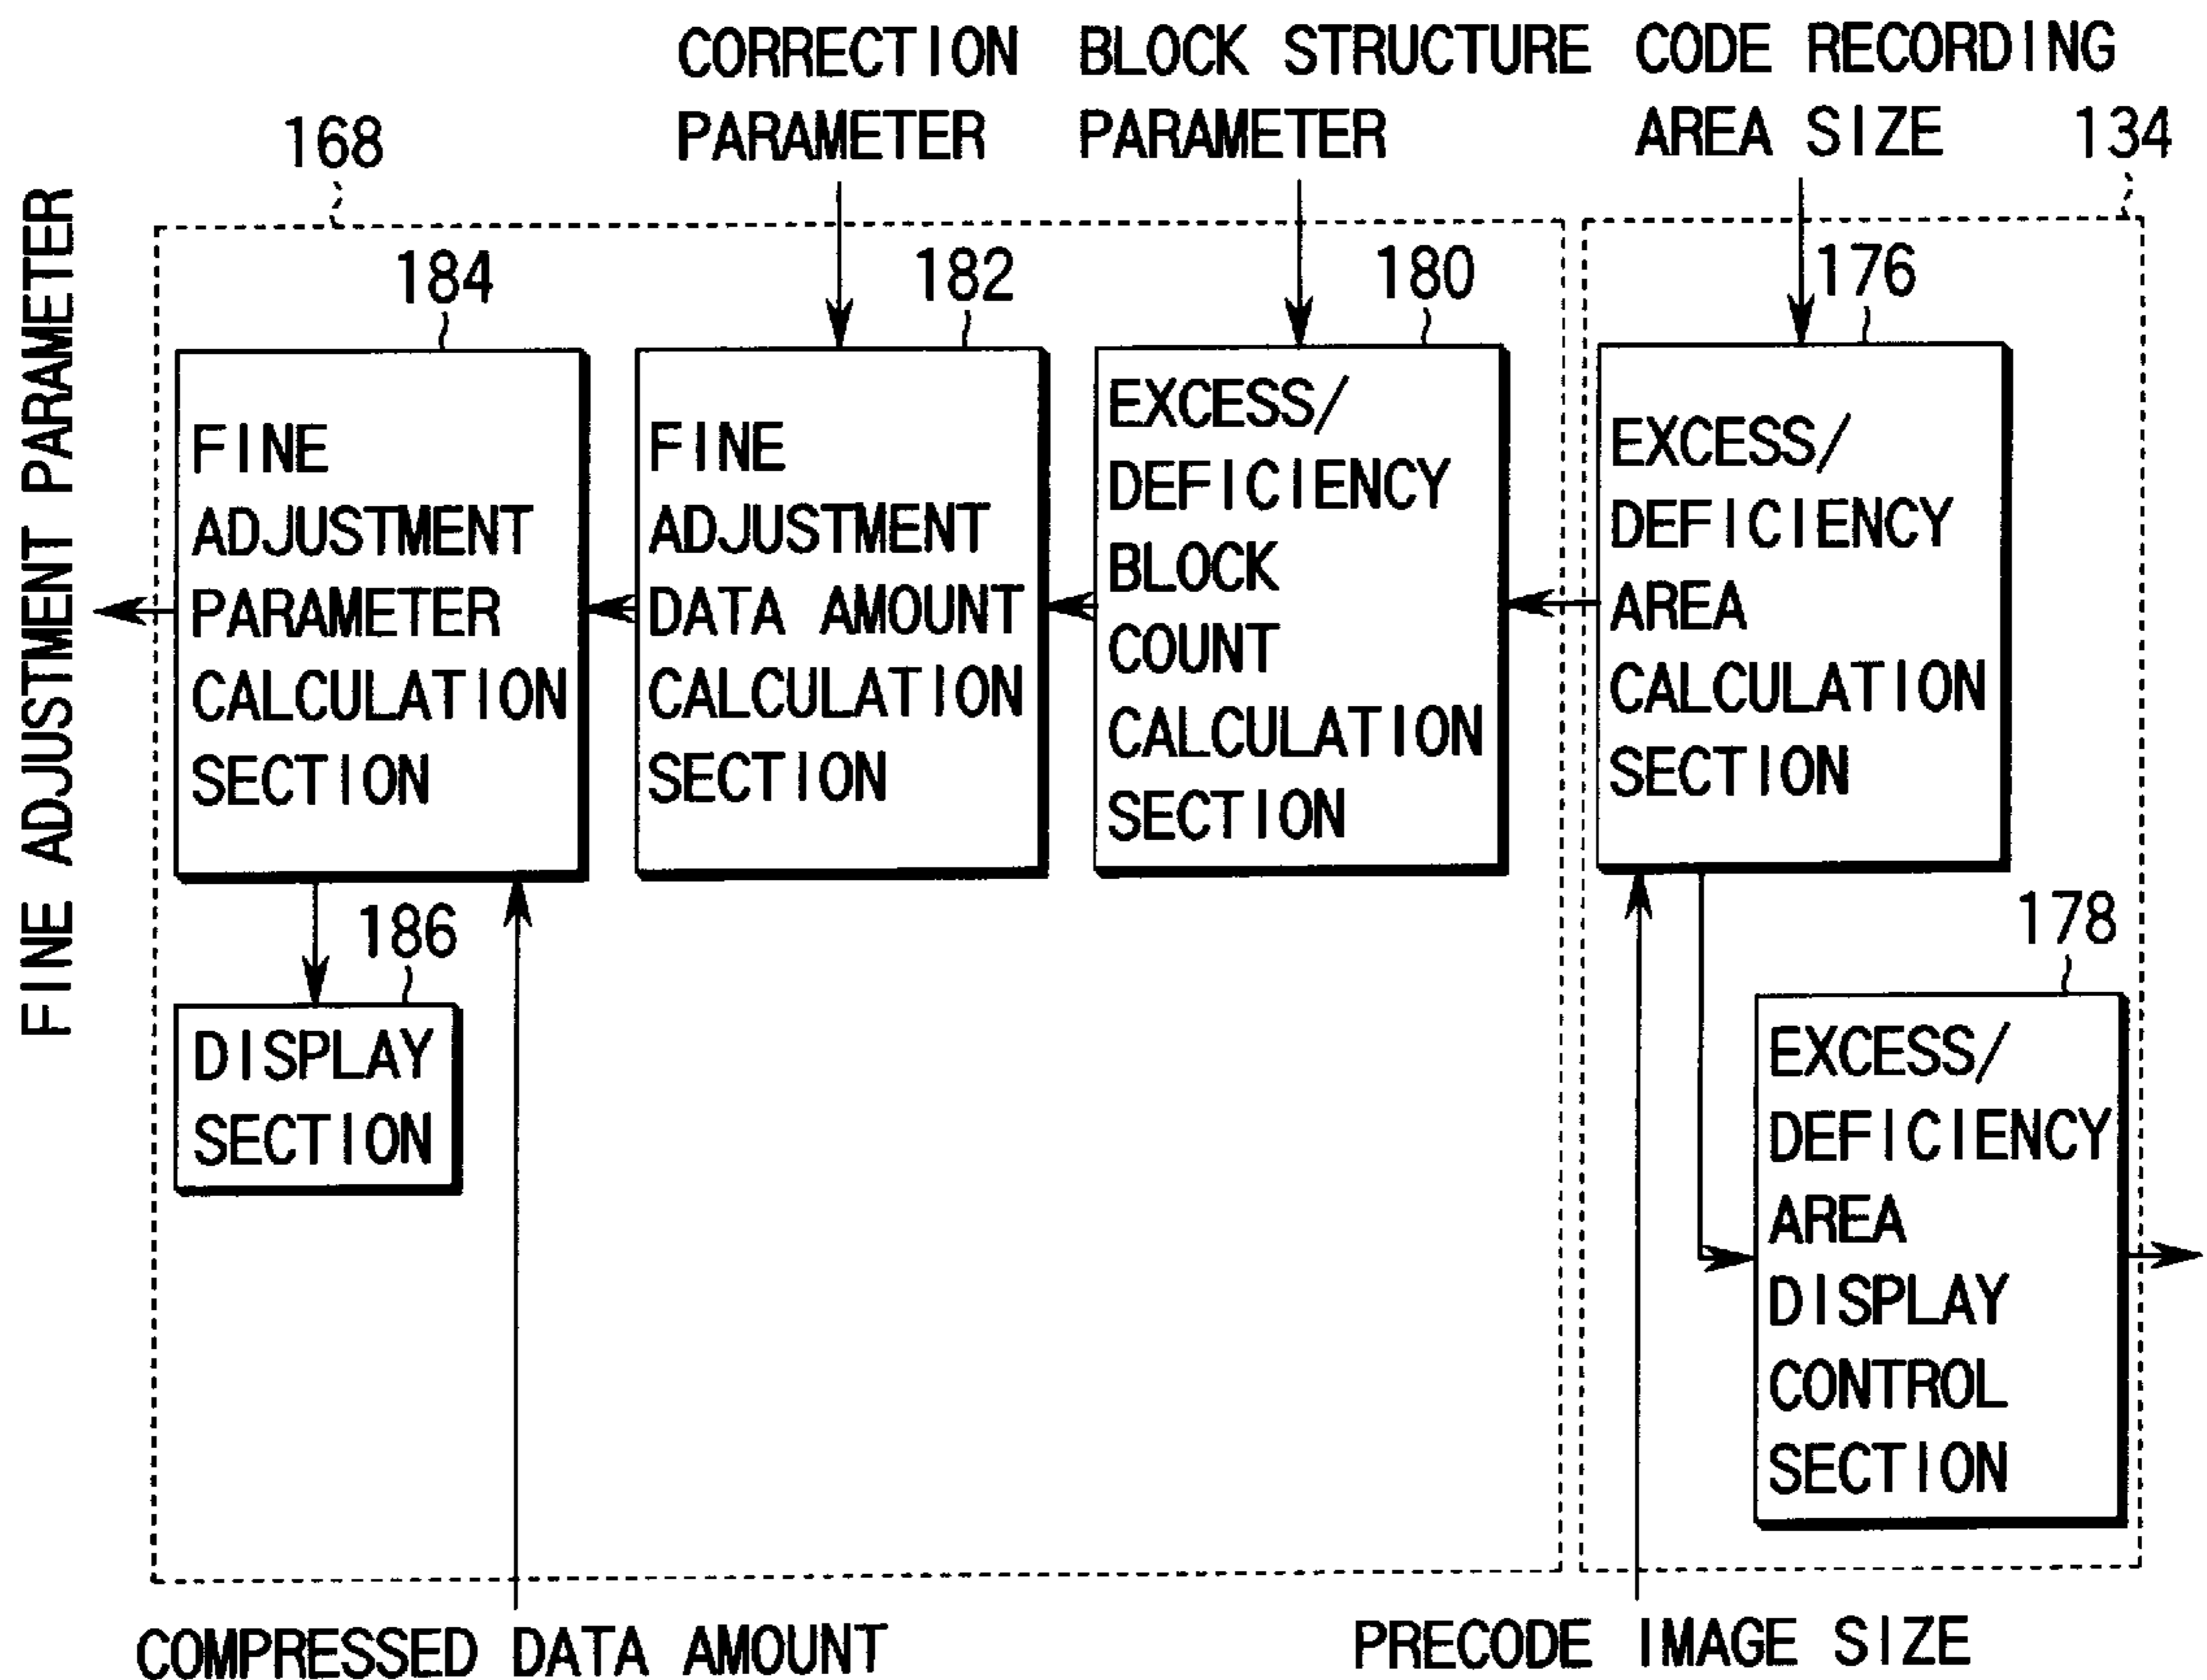 CORRECTION
PARAMETER
BLOCK STRUCTURE
PARAMETER
CODE RECORDING
AREA SIZE
168
134
FINE ADJUSTMENT PARAMETER
184
FINE
ADJUSTMENT
PARAMETER
CALCULATION
SECTION
182
FINE
ADJUSTMENT
DATA AMOUNT
CALCULATION
SECTION
180
EXCESS/
DEFICIENCY
BLOCK
COUNT
CALCULATION
SECTION
176
EXCESS/
DEFICIENCY
AREA
CALCULATION
SECTION
186
DISPLAY
SECTION
178
EXCESS/
DEFICIENCY
AREA
DISPLAY
CONTROL
SECTION
COMPRESSED DATA AMOUNT
PRECODE IMAGE SIZE